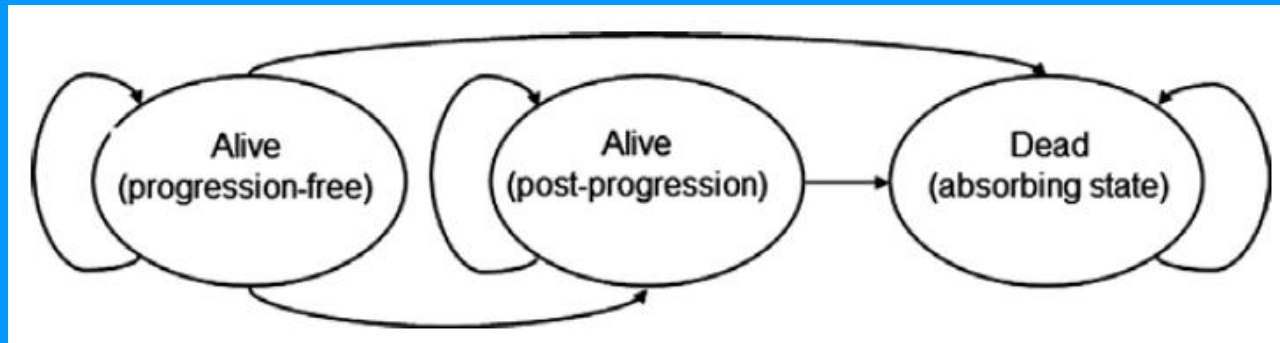 Alive
(progression-free)
Alive
(post-progression)
Dead
(absorbing state)